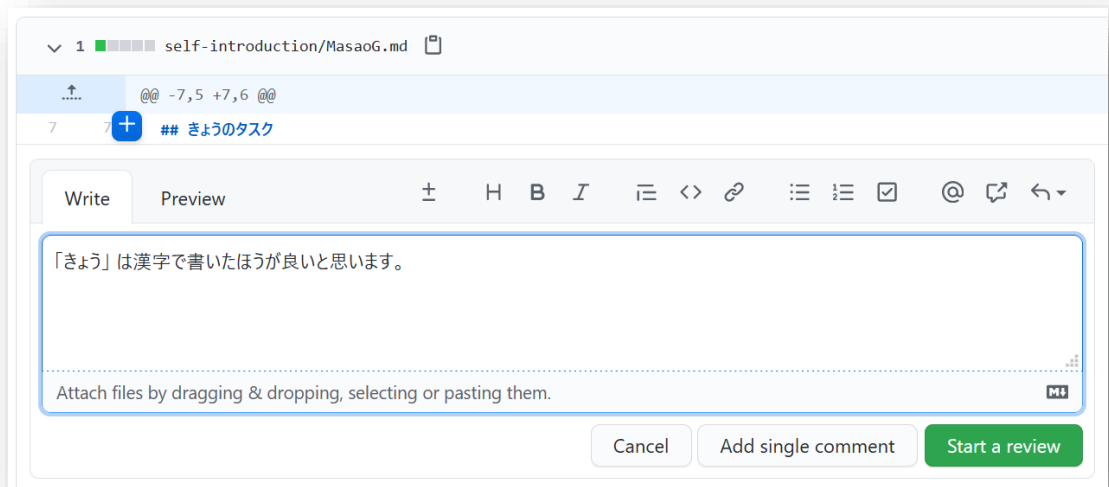 1 self-introduction/MasaoG.md
@@ -7,5 +7,6 @@
7 7 ## きょうのタスク
Write Preview
「きょう」は漢字で書いたほうが良いと思います。
Attach files by dragging & dropping, selecting or pasting them.
Cancel Add single comment Start a review